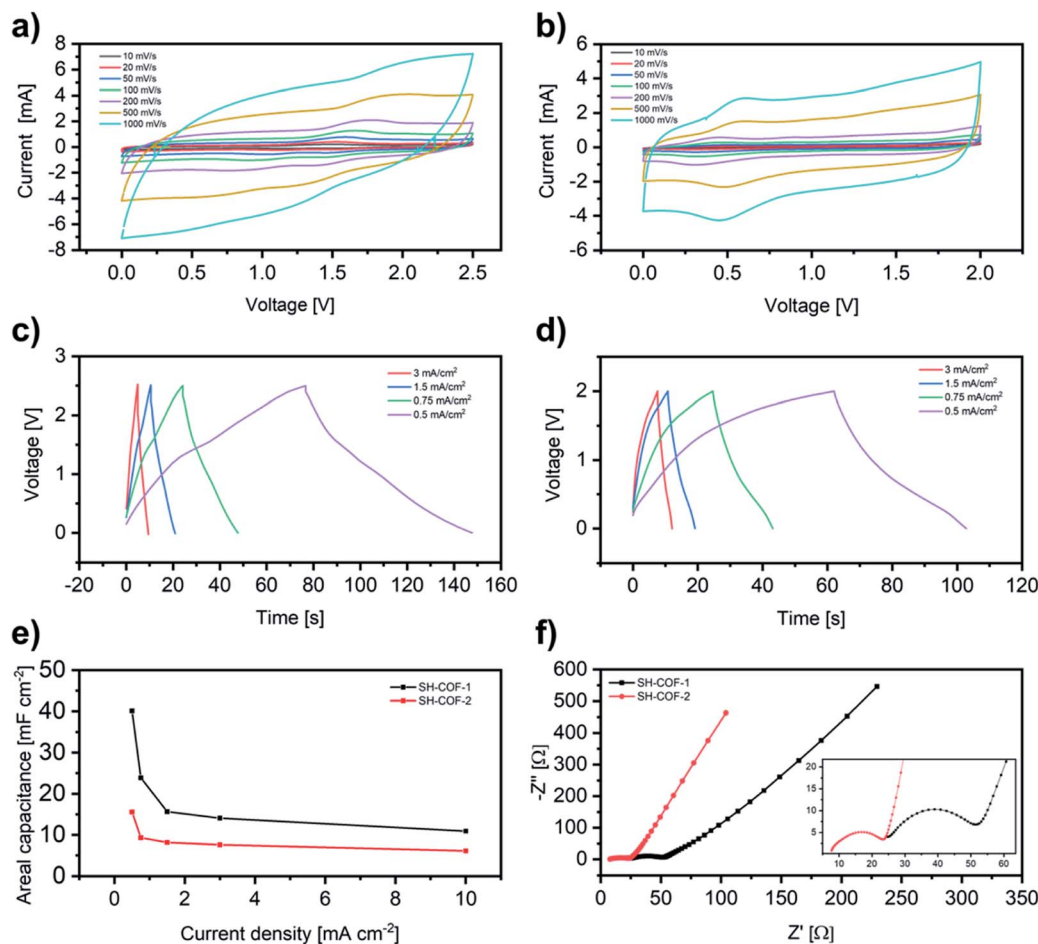 a)
8
6
4
2
0
-2
-4
-6
-8
Current [mA]
10 mV/s
20 mV/s
50 mV/s
100 mV/s
200 mV/s
500 mV/s
1000 mV/s
0.0 0.5 1.0 1.5 2.0 2.5
Voltage [V]
b)
6
4
2
0
-2
-4
-6
Current [mA]
10 mV/s
20 mV/s
50 mV/s
100 mV/s
200 mV/s
500 mV/s
1000 mV/s
0.0 0.5 1.0 1.5 2.0
Voltage [V]
c)
3
2
1
0
Voltage [V]
3 mA/cm²
1.5 mA/cm²
0.75 mA/cm²
0.5 mA/cm²
-20 0 20 40 60 80 100 120 140 160
Time [s]
d)
3
2
1
0
Voltage [V]
3 mA/cm²
1.5 mA/cm²
0.75 mA/cm²
0.5 mA/cm²
0 20 40 60 80 100 120
Time [s]
e)
50
40
30
20
10
0
Areal capacitance [mF cm⁻²]
SH-COF-1
SH-COF-2
0 2 4 6 8 10
Current density [mA cm⁻²]
f)
600
500
400
300
200
100
0
-Z" [Ω]
SH-COF-1
SH-COF-2
20
15
10
5
10 20 30 40 50 60
0 50 100 150 200 250 300 350
Z' [Ω]